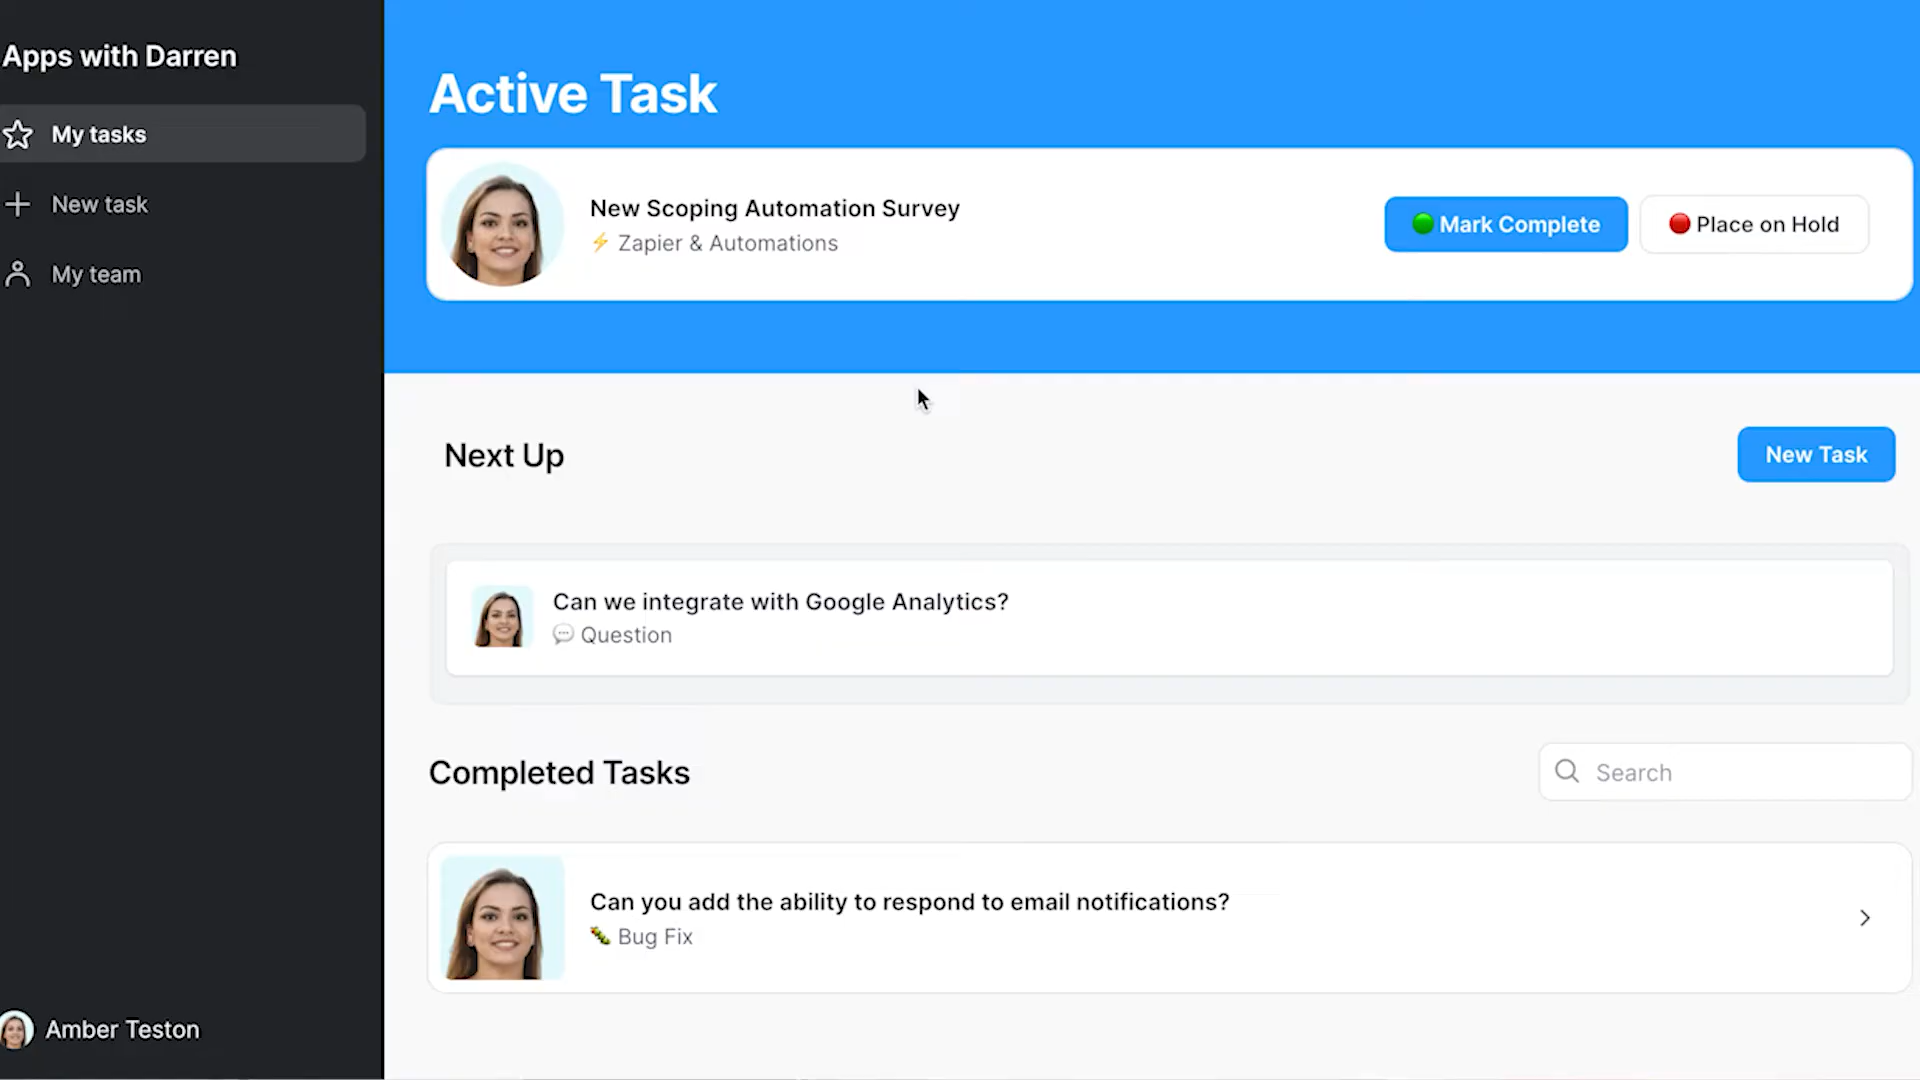 Apps with Darren
My tasks
New task
My team
Amber Teston
Active Task
New Scoping Automation Survey
⚡ Zapier & Automations
🟢 Mark Complete
🔴 Place on Hold
Next Up
New Task
Can we integrate with Google Analytics?
💬 Question
Completed Tasks
Search
Can you add the ability to respond to email notifications?
🐛 Bug Fix